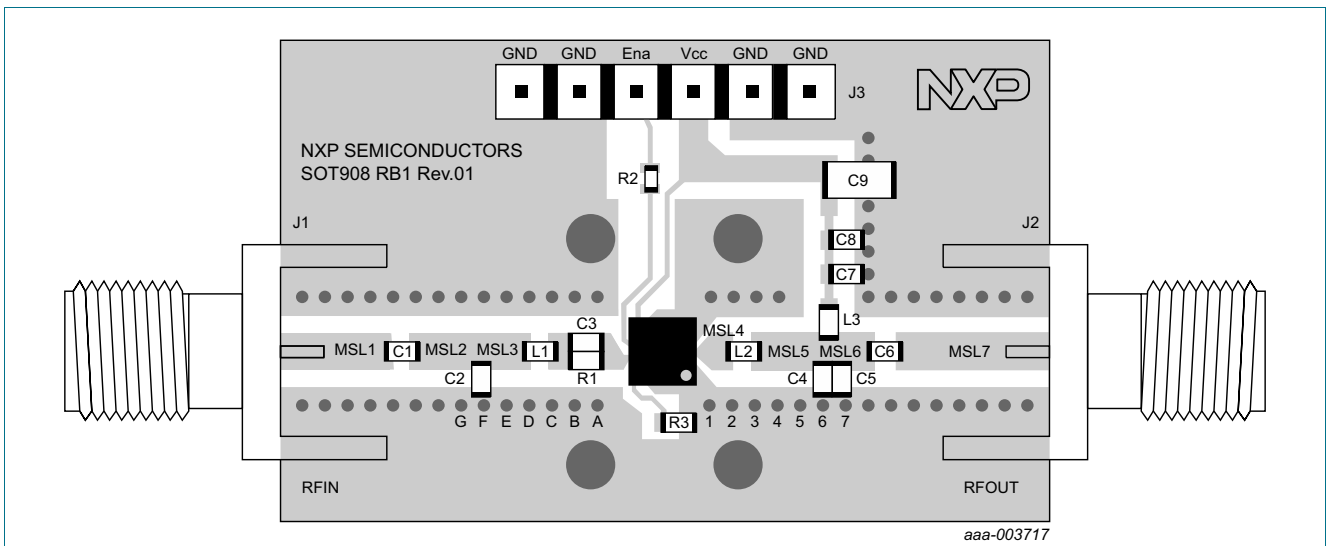 GND GND Ena Vcc GND GND
J3
NXP
NXP SEMICONDUCTORS
SOT908 RB1 Rev.01
R2
C9
J1
J2
C8
C7
L3
C3
MSL4
MSL1 C1 MSL2 MSL3 L1 L2 MSL5 MSL6 C6 MSL7
C2 R1 C4 C5
R3
G F E D C B A 1 2 3 4 5 6 7
RFIN RFOUT
aaa-003717